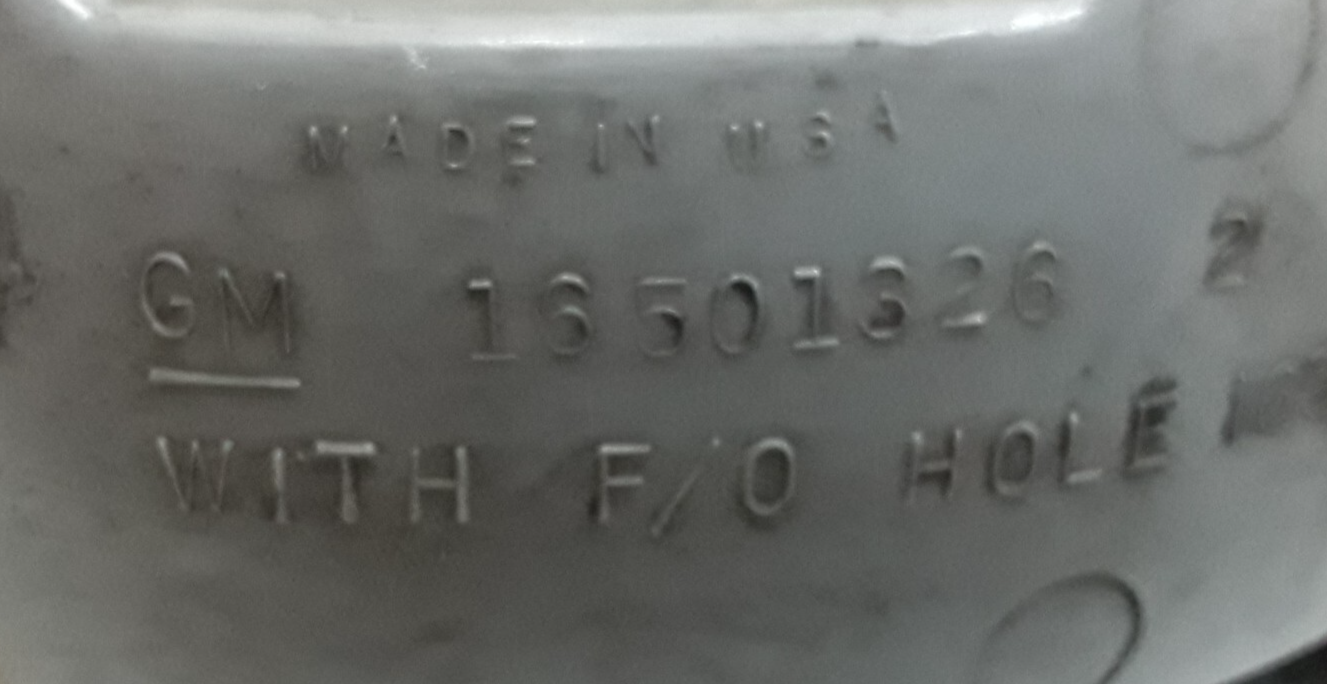 MADE IN USA
GM 16501326 2
WITH F/O HOLE